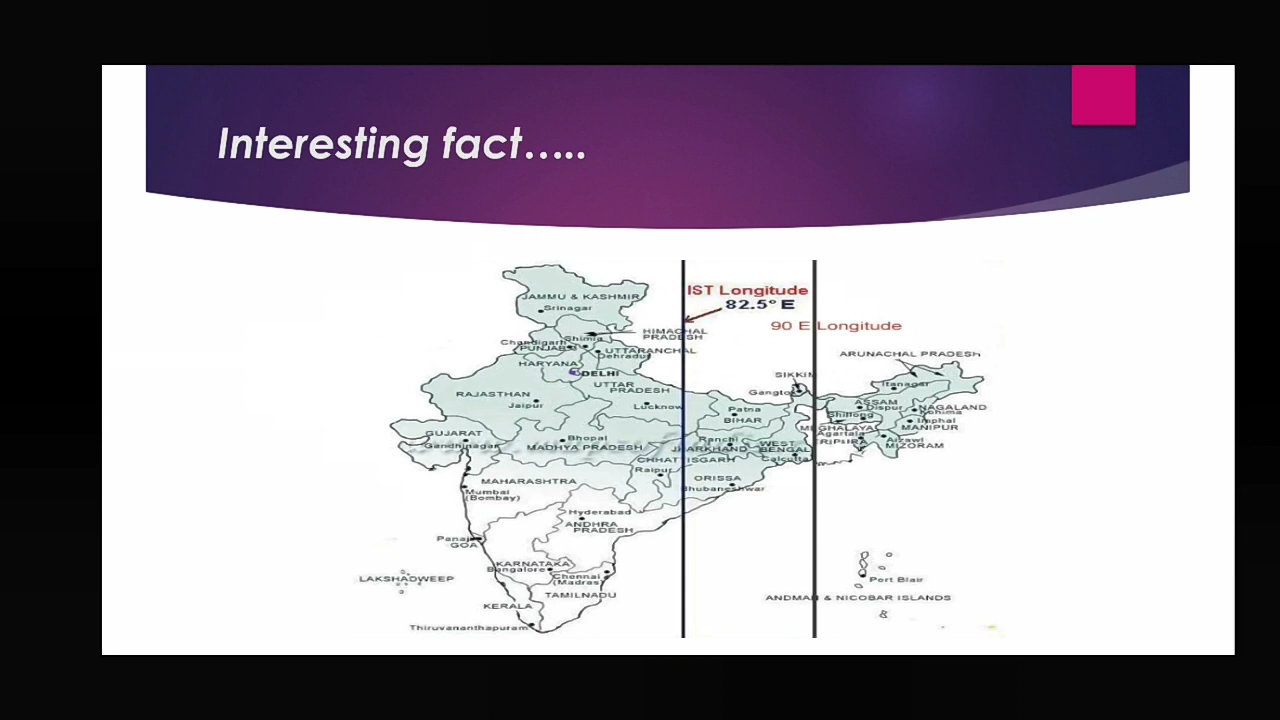 Interesting fact…..
IST Longitude
82.5° E
90 E Longitude
JAMMU & KASHMIR
Srinagar
HIMACHAL
PRADESH
Shimla
Chandigarh
PUNJAB
UTTARANCHAL
Dehradun
HARYANA
DELHI
ARUNACHAL PRADESH
Itanagar
SIKKIM
Gangtok
UTTAR
PRADESH
Lucknow
RAJASTHAN
Jaipur
Patna
BIHAR
ASSAM
Dispur
NAGALAND
Kohima
Shillong
MEGHALAYA
Imphal
MANIPUR
Agartala
TRIPURA
Aizawl
MIZORAM
GUJARAT
Gandhinagar
Bhopal
MADHYA PRADESH
Ranchi
JHARKHAND
WEST
BENGAL
Calcutta
CHHATTISGARH
Raipur
ORISSA
Bhubaneshwar
MAHARASHTRA
Mumbai
(Bombay)
Hyderabad
ANDHRA
PRADESH
Panaji
GOA
KARNATAKA
Bangalore
Chennai
(Madras)
LAKSHADWEEP
TAMILNADU
KERALA
Thiruvananthapuram
Port Blair
ANDMAN & NICOBAR ISLANDS